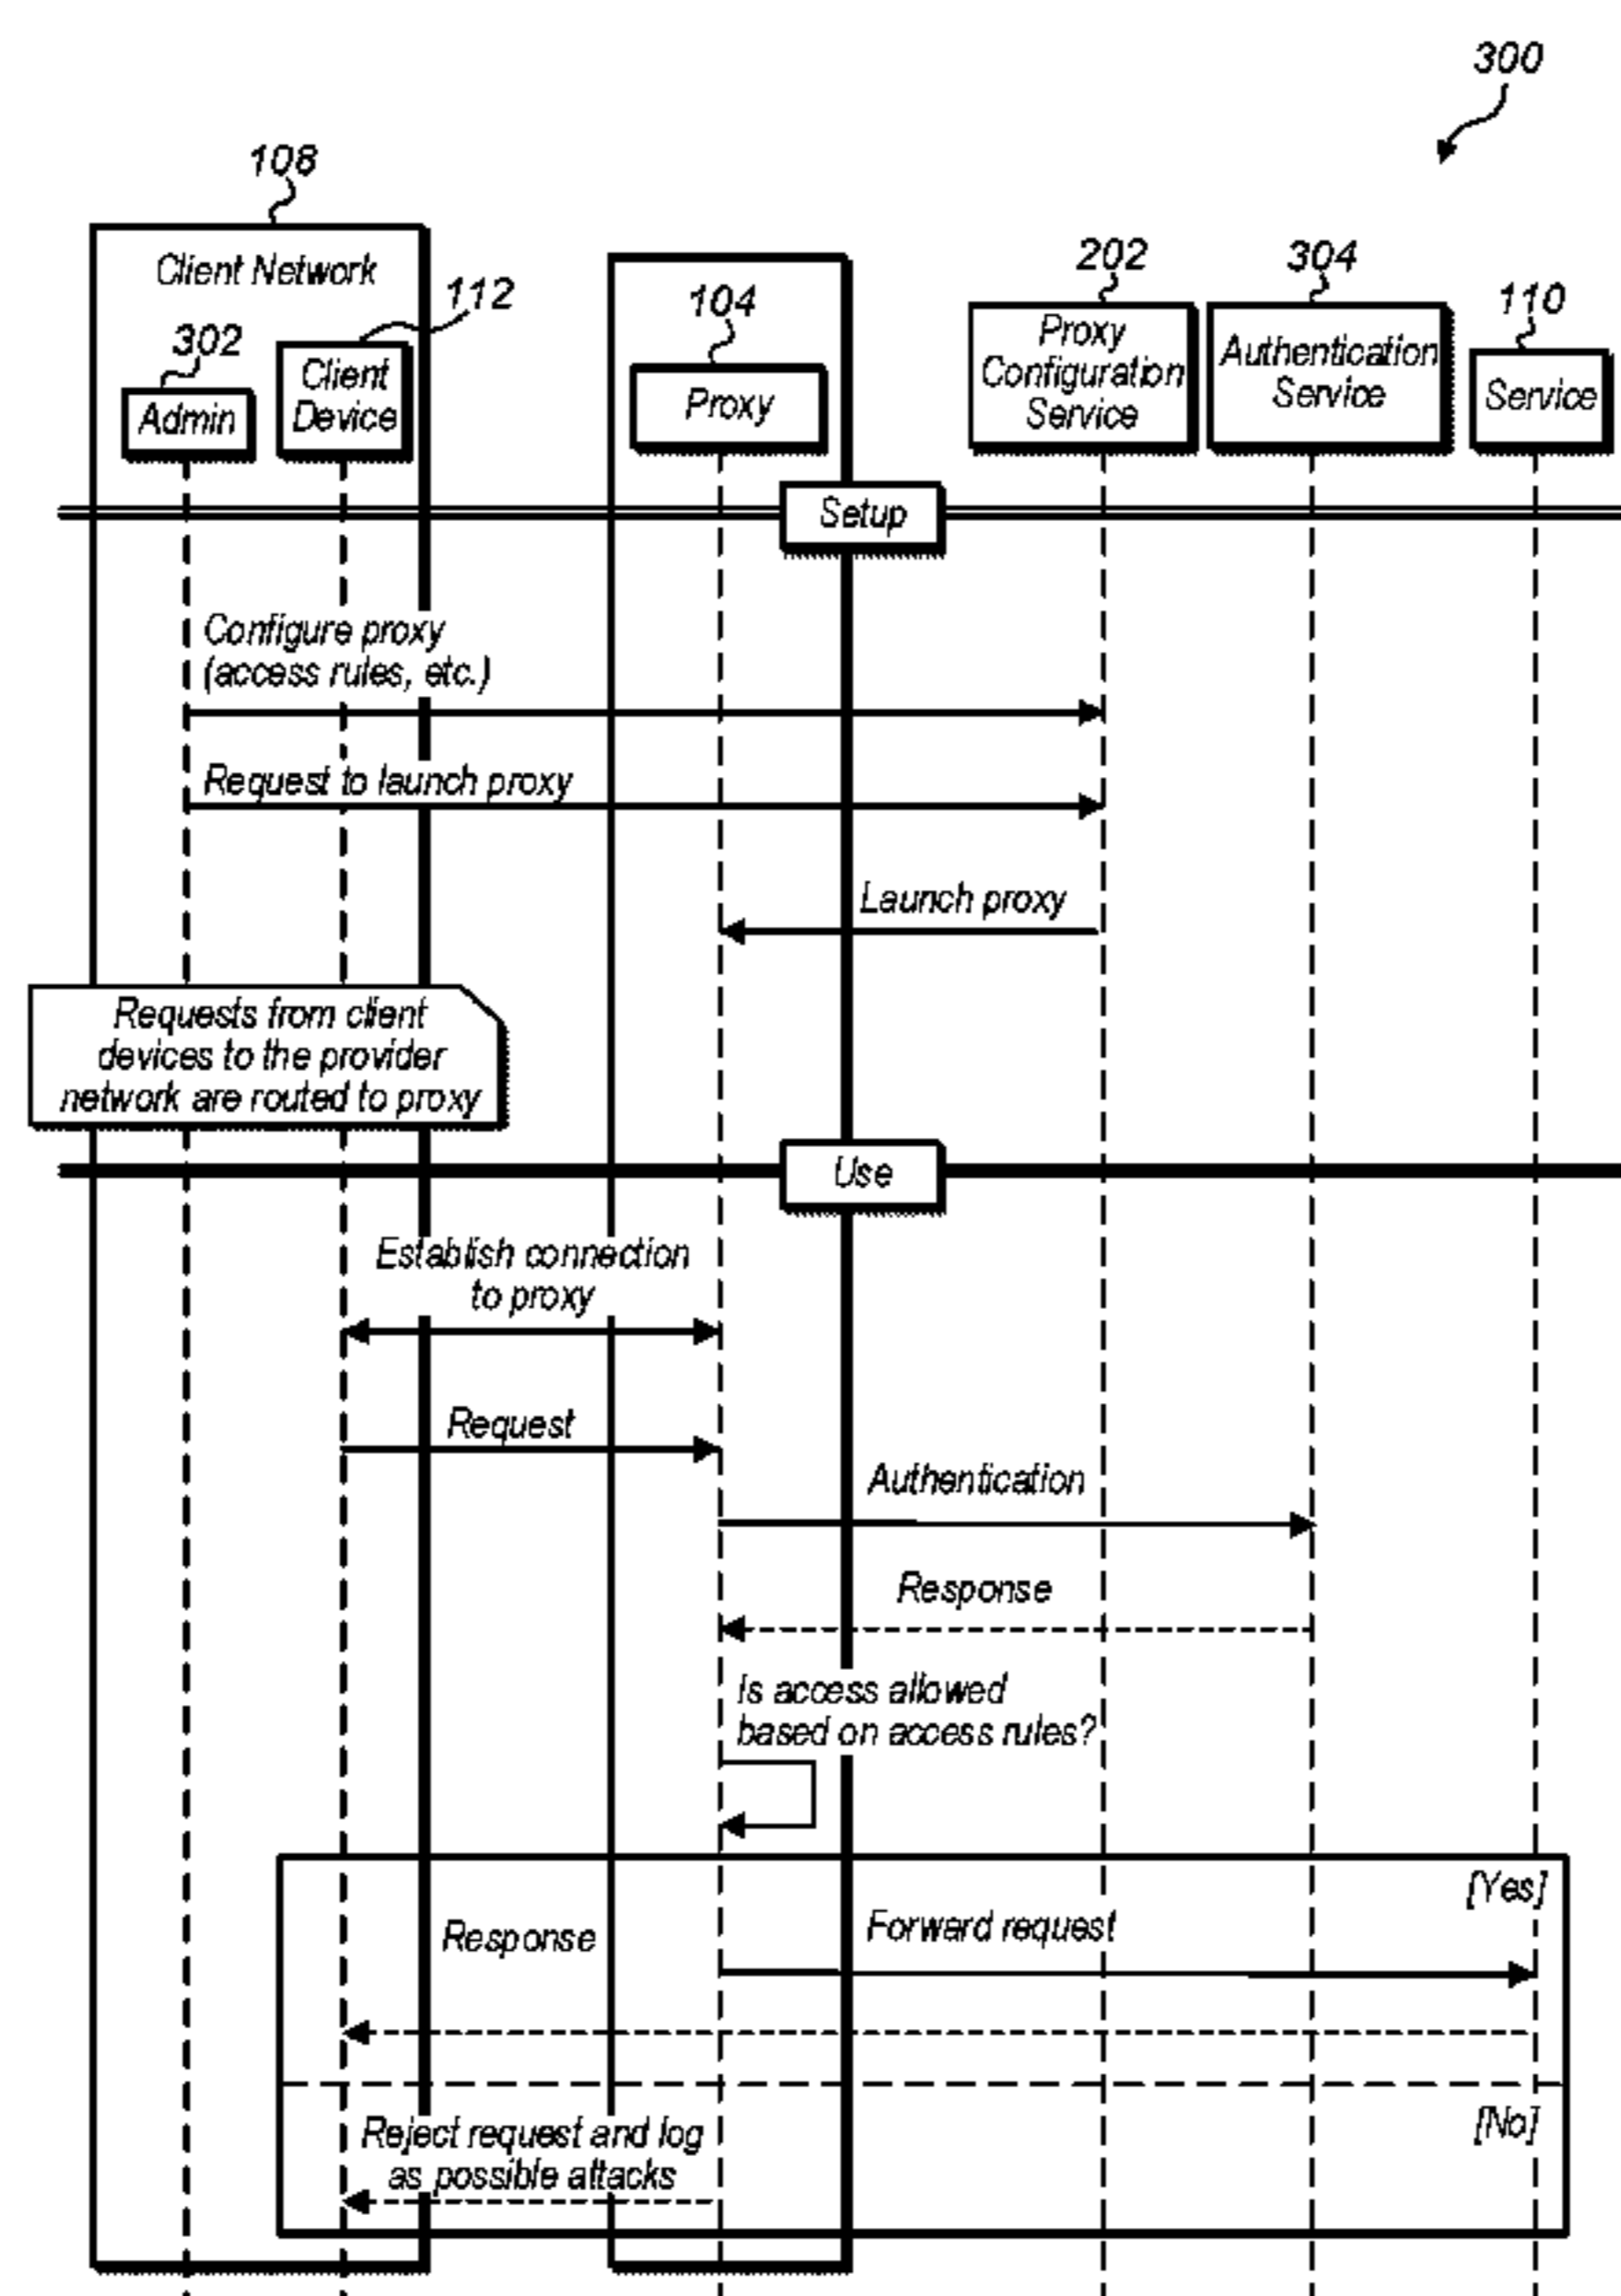 300
108
Client Network
112
302
Client
Device
Admin
104
Proxy
202
Proxy
Configuration
Service
304
Authentication
Service
110
Service
Setup
Configure proxy
(access rules, etc.)
Request to launch proxy
Launch proxy
Requests from client
devices to the provider
network are routed to proxy
Use
Establish connection
to proxy
Request
Authentication
Response
Is access allowed
based on access rules?
[Yes]
Response
Forward request
[No]
Reject request and log
as possible attacks